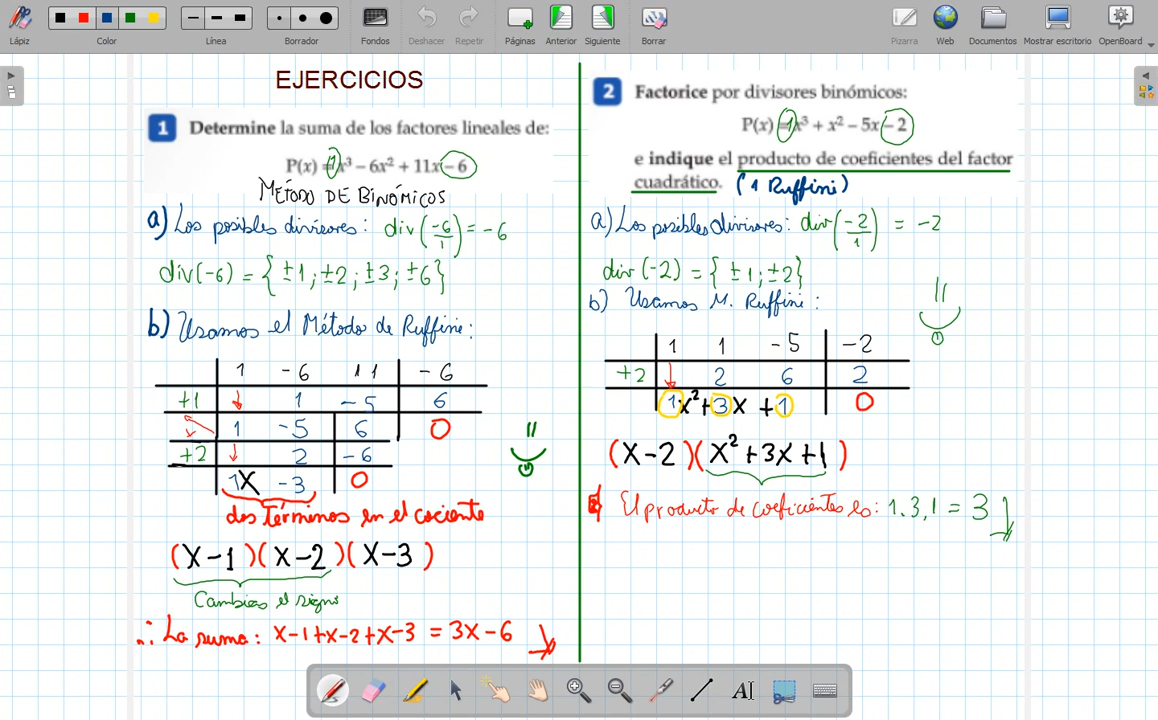 Lápiz
Color
Línea
Borrador
Fondos
Deshacer
Repetir
Páginas
Anterior
Siguiente
Borrar
Pizarra
Web
Documentos
Mostrar escritorio
OpenBoard
EJERCICIOS
1 Determine la suma de los factores lineales de:
P(x) = 1x³ – 6x² + 11x – 6
MÉTODO DE BINÓMICOS
a) Los posibles divisores: div(-6/1) = -6
div(-6) = {±1; ±2; ±3; ±6}
b) Usamos el Método de Ruffini:
1 -6 11 -6
+1 1 -5 6
1 -5 6 0
+2 2 -6
1x -3 0
dos términos en el cociente
(x-1)(x-2)(x-3)
Cambias el signo
∴ La suma: x-1+x-2+x-3 = 3x-6
2 Factorice por divisores binómicos:
P(x) = 1x³ + x² – 5x – 2
e indique el producto de coeficientes del factor
cuadrático. (1 Ruffini)
a) Los posibles divisores: div(-2/1) = -2
div(-2) = {±1; ±2}
b) Usamos M. Ruffini:
1 1 -5 -2
+2 2 6 2
1x²+3x+1 0
(x-2)(x²+3x+1)
El producto de coeficientes es: 1.3.1 = 3